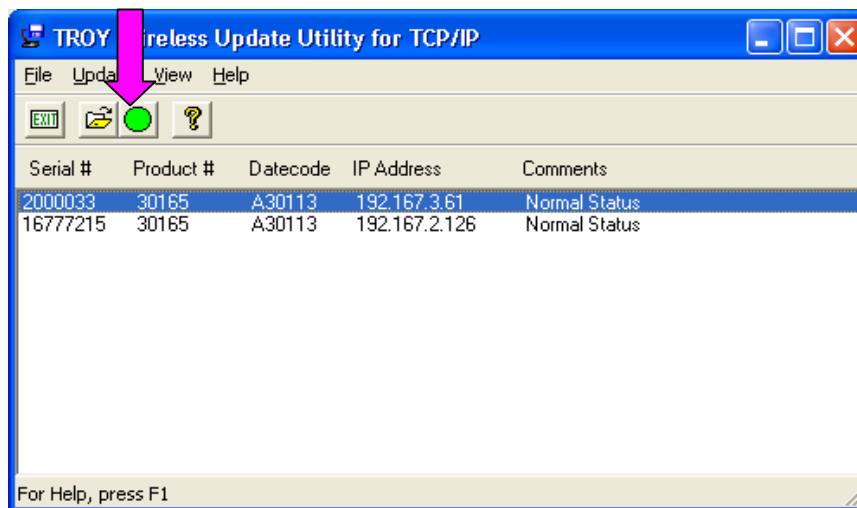 TROY ireless Update Utility for TCP/IP
File Upda View Help
EXIT ?
Serial # Product # Datecode IP Address Comments
2000033 30165 A30113 192.167.3.61 Normal Status
16777215 30165 A30113 192.167.2.126 Normal Status
For Help, press F1